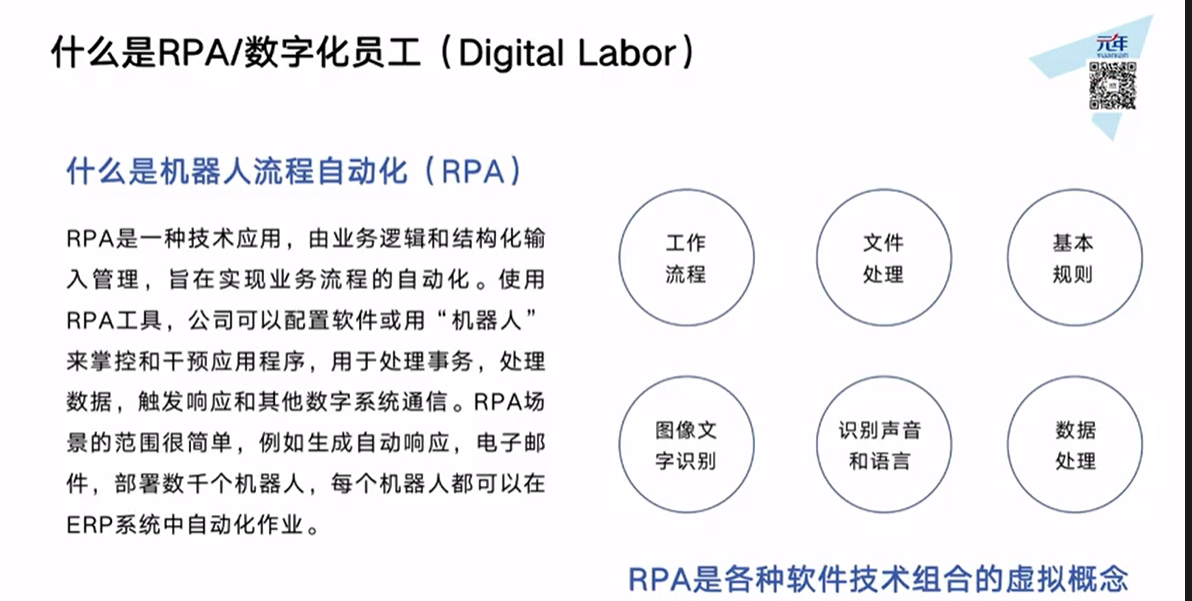 什么是RPA/数字化员工（Digital Labor）
元年
什么是机器人流程自动化（RPA）
RPA是一种技术应用，由业务逻辑和结构化输
入管理，旨在实现业务流程的自动化。使用
RPA工具，公司可以配置软件或用“机器人”
来掌控和干预应用程序，用于处理事务，处理
数据，触发响应和其他数字系统通信。RPA场
景的范围很简单，例如生成自动响应，电子邮
件，部署数千个机器人，每个机器人都可以在
ERP系统中自动化作业。
工作
流程
文件
处理
基本
规则
图像文
字识别
识别声音
和语言
数据
处理
RPA是各种软件技术组合的虚拟概念